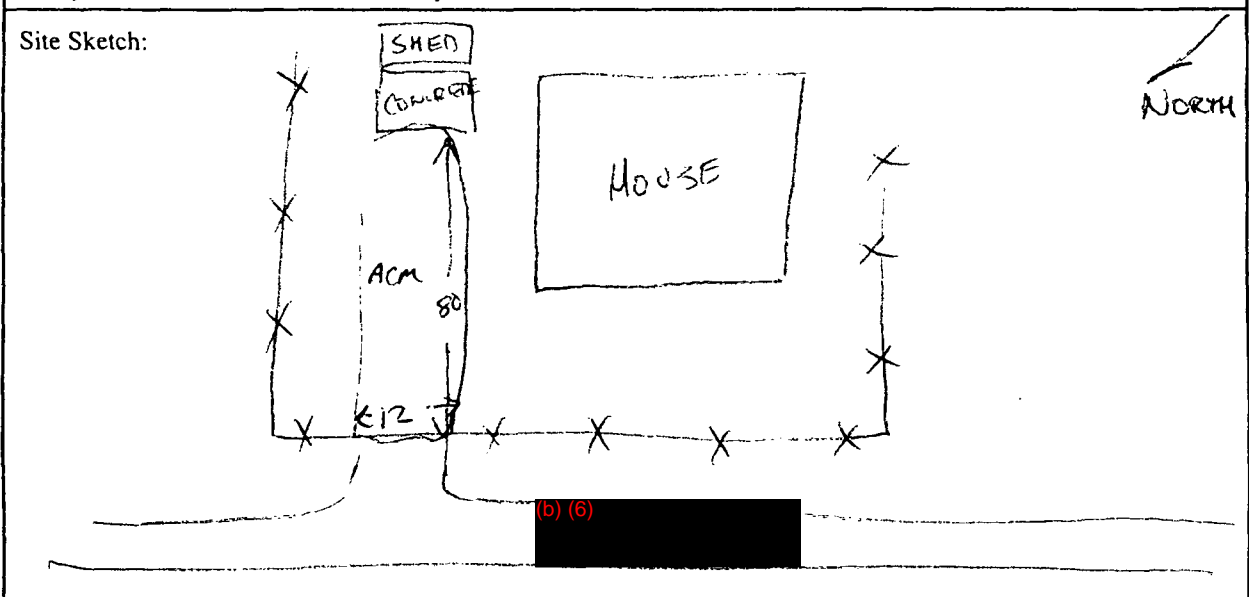 Site Sketch:
SHED
CONCRETE
HOUSE
NORTH
ACM
80
12
(b) (6)